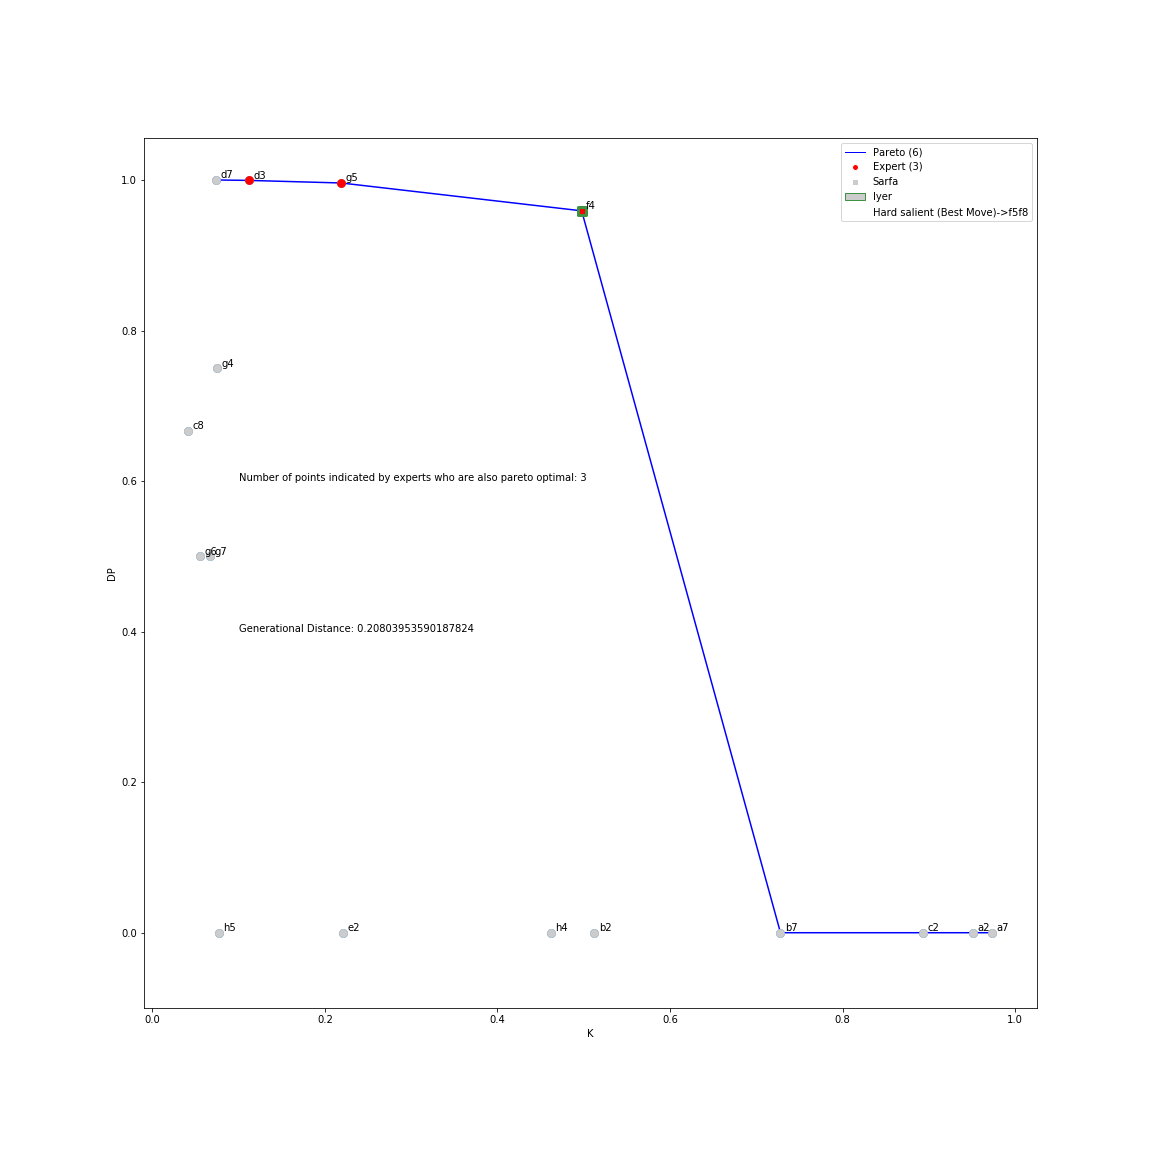 Pareto (6)
Expert (3)
Sarfa
Iyer
Hard salient (Best Move)->f5f8
1.0
d7
d3
g5
f4
0.8
g4
c8
0.6
Number of points indicated by experts who are also pareto optimal: 3
g6
g7
DP
0.4
Generational Distance: 0.20803953590187824
0.2
0.0
h5
e2
h4
b2
b7
c2
a2
a7
0.0
0.2
0.4
0.6
0.8
1.0
K